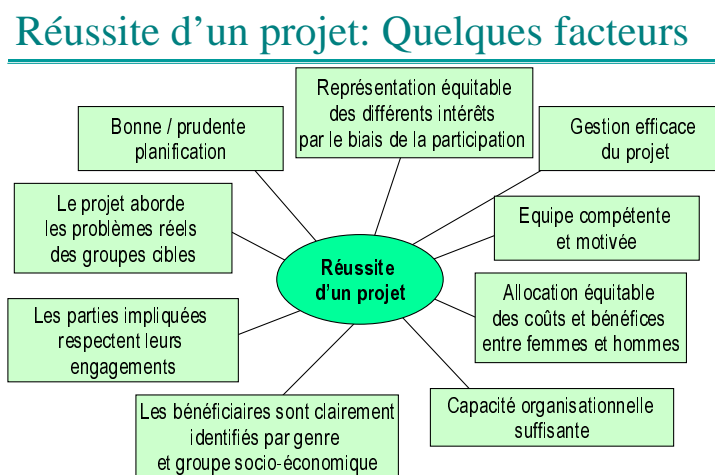 Réussite d’un projet: Quelques facteurs
Représentation équitable
des différents intérêts
par le biais de la participation
Bonne / prudente
planification
Gestion efficace
du projet
Le projet aborde
les problèmes réels
des groupes cibles
Equipe compétente
et motivée
Réussite
d’un projet
Allocation équitable
des coûts et bénéfices
entre femmes et hommes
Les parties impliquées
respectent leurs
engagements
Les bénéficiaires sont clairement
identifiés par genre
et groupe socio-économique
Capacité organisationnelle
suffisante